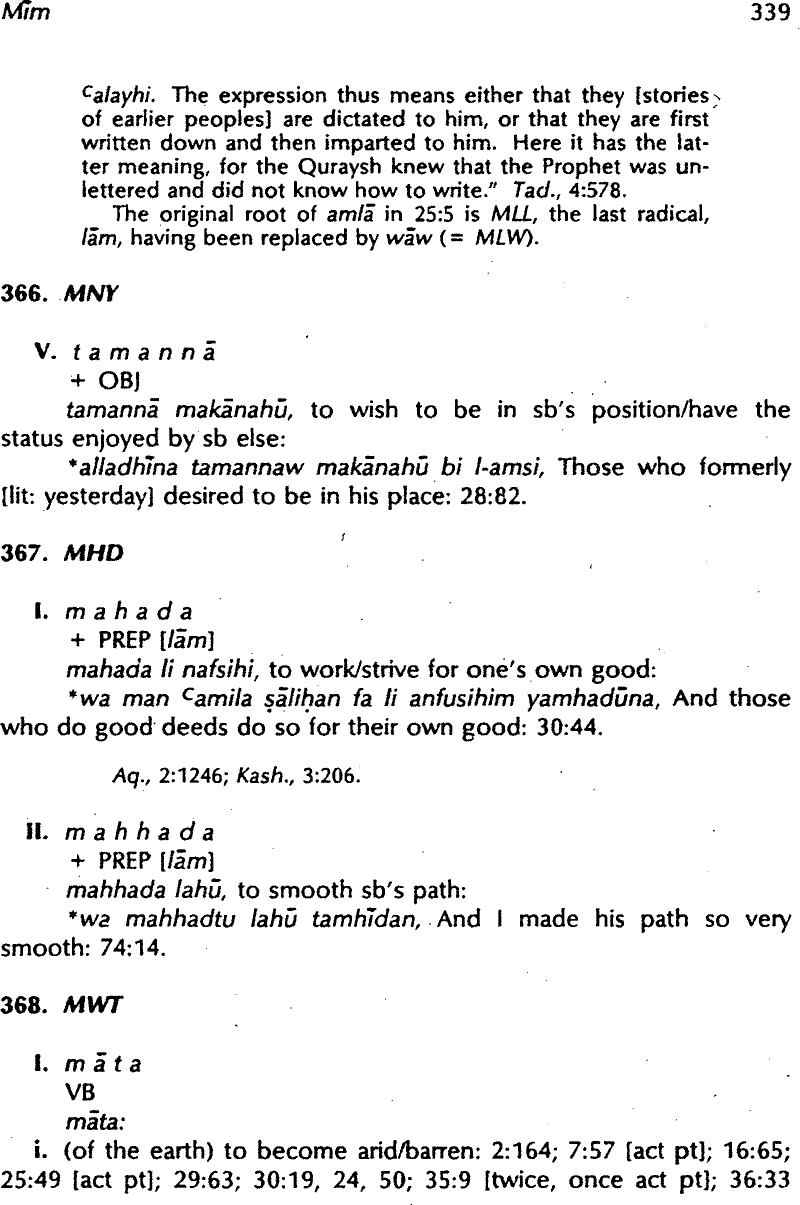 Mīm 339
ᶜalayhi. The expression thus means either that they [stories
of earlier peoples] are dictated to him, or that they are first
written down and then imparted to him. Here it has the lat-
ter meaning, for the Quraysh knew that the Prophet was un-
lettered and did not know how to write." Tad., 4:578.
The original root of amlā in 25:5 is MLL, the last radical,
lām, having been replaced by wāw (= MLW).
366. MNY
V. t a m a n n ā
+ OBJ
tamannā makānahū, to wish to be in sb's position/have the
status enjoyed by sb else:
*alladhīna tamannaw makānahū bi l-amsi, Those who formerly
[lit: yesterday] desired to be in his place: 28:82.
367. MHD
I. m a h a d a
+ PREP [lām]
mahada li nafsihi, to work/strive for one's own good:
*wa man ᶜamila ṣāliḥan fa li anfusihim yamhadūna, And those
who do good deeds do so for their own good: 30:44.
Aq., 2:1246; Kash., 3:206.
II. m a h h a d a
+ PREP [lām]
mahhada lahū, to smooth sb's path:
*wa mahhadtu lahū tamhīdan, And I made his path so very
smooth: 74:14.
368. MWT
I. m ā t a
VB
māta:
i. (of the earth) to become arid/barren: 2:164; 7:57 [act pt]; 16:65;
25:49 [act pt]; 29:63; 30:19, 24, 50; 35:9 [twice, once act pt]; 36:33